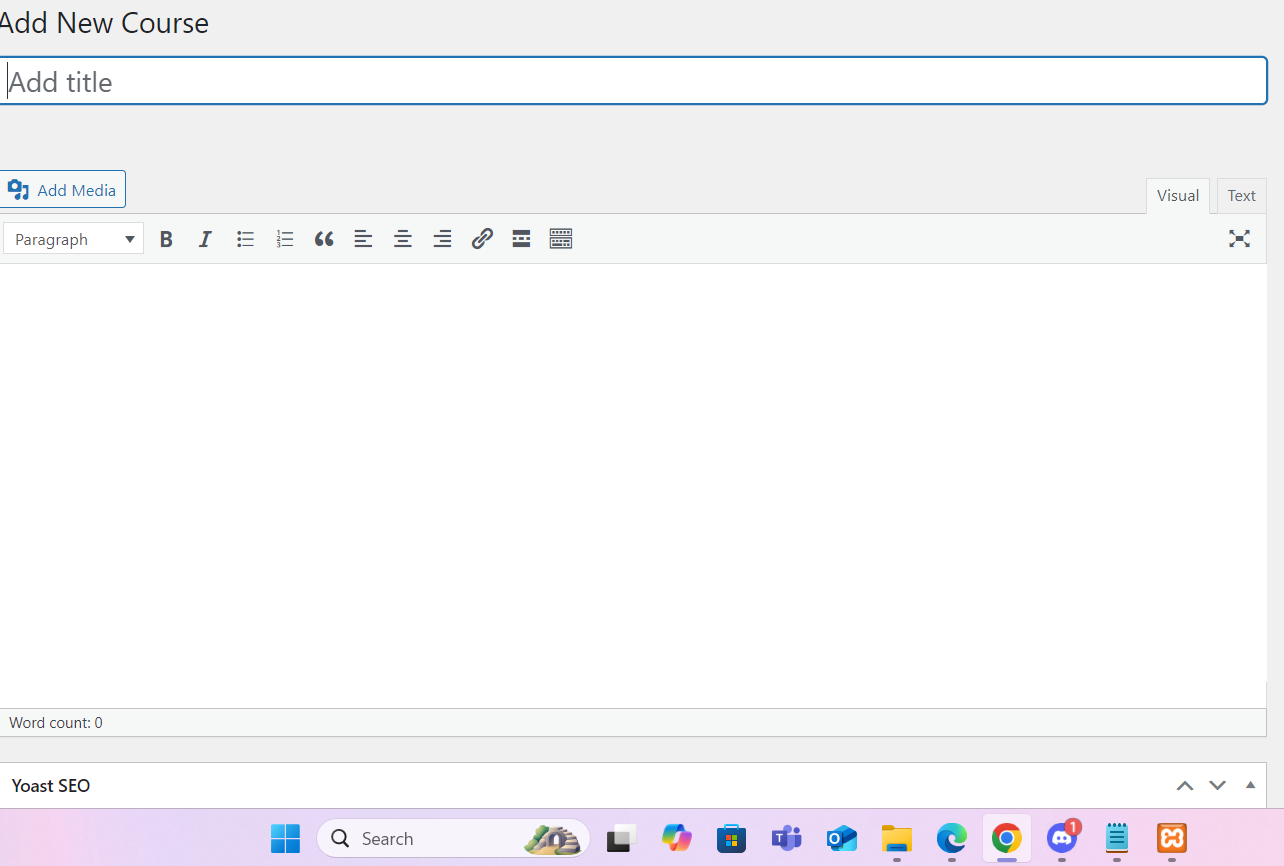 Add New Course
Add title
Add Media
Visual Text
Paragraph
Word count: 0
Yoast SEO
Search
1